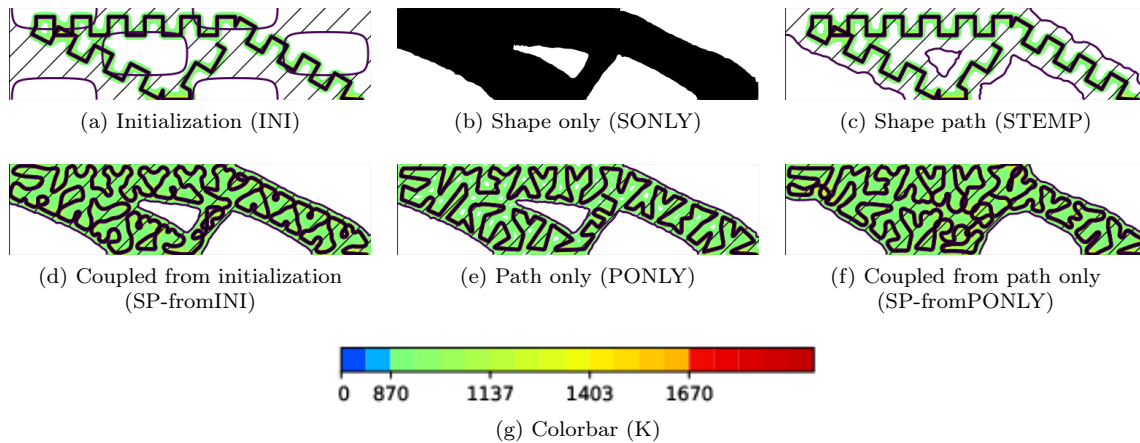 (a) Initialization (INI)
(b) Shape only (SONLY)
(c) Shape path (STEMP)
(d) Coupled from initialization
(SP-fromINI)
(e) Path only (PONLY)
(f) Coupled from path only
(SP-fromPONLY)
0 870 1137 1403 1670
(g) Colorbar (K)